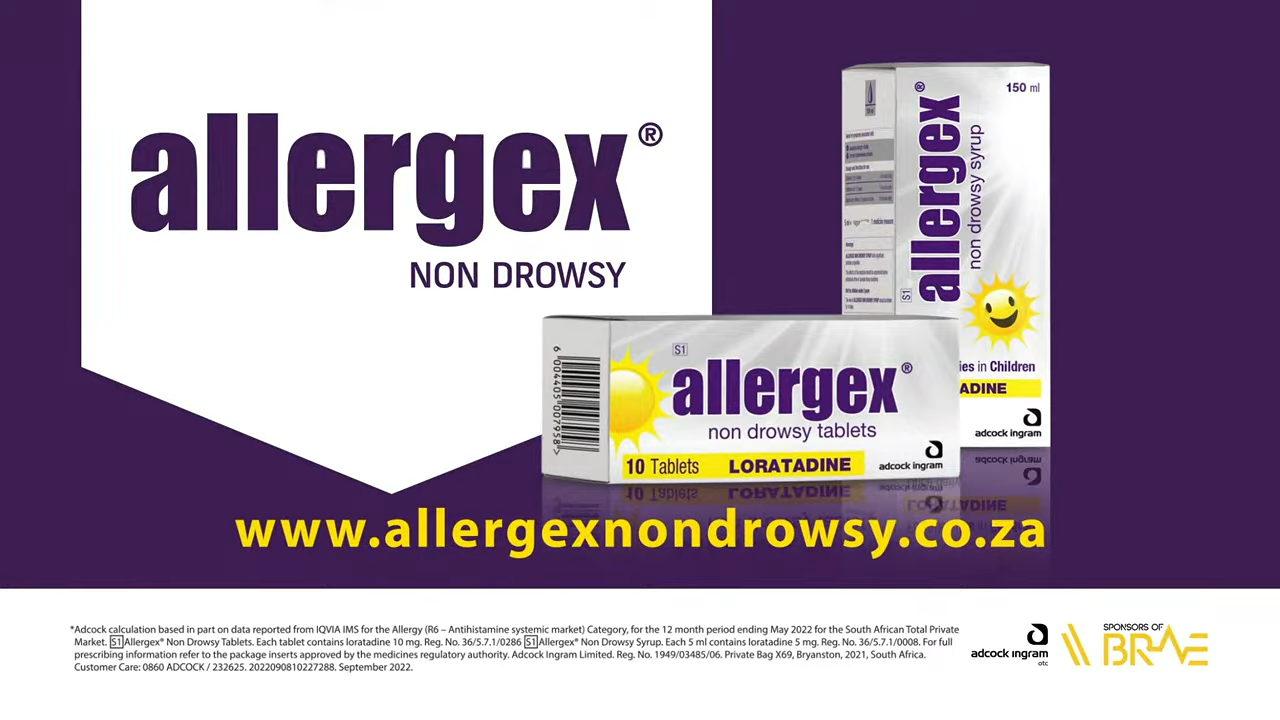 allergex®
NON DROWSY
150 ml
allergex®
non drowsy syrup
S1
ies in Children
ADINE
adcock ingram
S1
allergex®
non drowsy tablets
10 Tablets LORATADINE
adcock ingram
6 004405 007958>
www.allergexnondrowsy.co.za
*Adcock calculation based in part on data reported from IQVIA IMS for the Allergy (R6 – Antihistamine systemic market) Category, for the 12 month period ending May 2022 for the South African Total Private
Market. S1 Allergex® Non Drowsy Tablets. Each tablet contains loratadine 10 mg. Reg. No. 36/5.7.1/0286 S1 Allergex® Non Drowsy Syrup. Each 5 ml contains loratadine 5 mg. Reg. No. 36/5.7.1/0008. For full
prescribing information refer to the package inserts approved by the medicines regulatory authority. Adcock Ingram Limited. Reg. No. 1949/03485/06. Private Bag X69, Bryanston, 2021, South Africa.
Customer Care: 0860 ADCOCK / 232625. 2022090810227288. September 2022.
adcock ingram
otc
SPONSORS OF
BRAVE